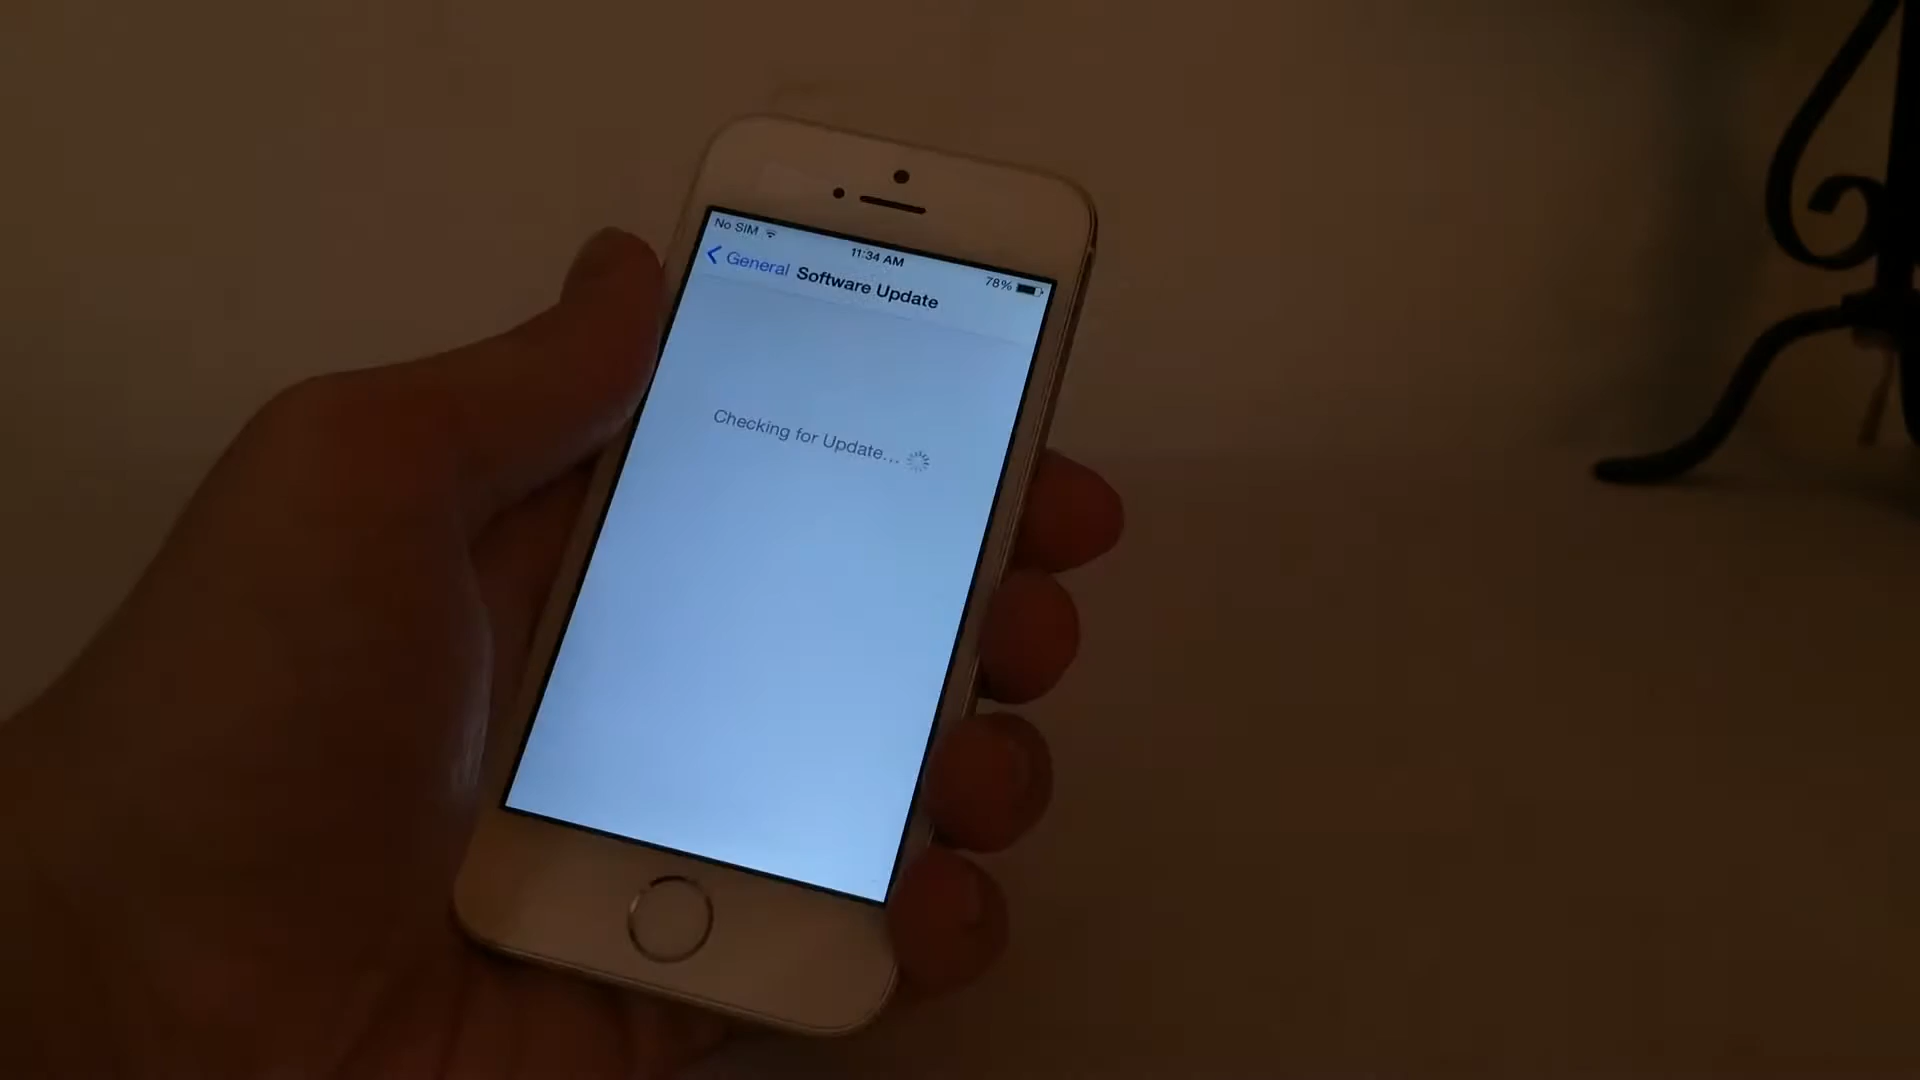 No SIM
11:34 AM
78%
General
Software Update
Checking for Update...